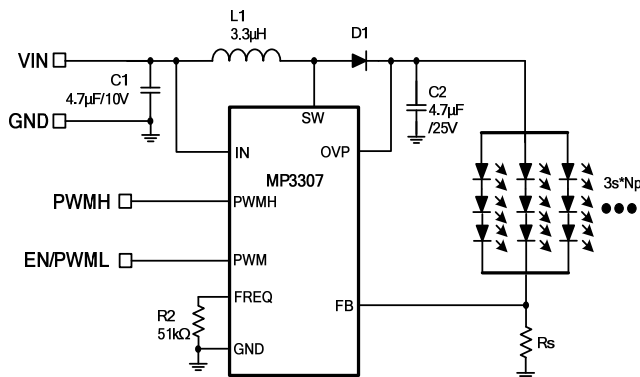 L1
3.3µH
D1
VIN
C1
4.7µF/10V
C2
4.7µF
/25V
GND
SW
IN
OVP
MP3307
3s*Np
PWMH
PWMH
EN/PWML
PWM
FREQ
FB
R2
51kΩ
GND
Rs